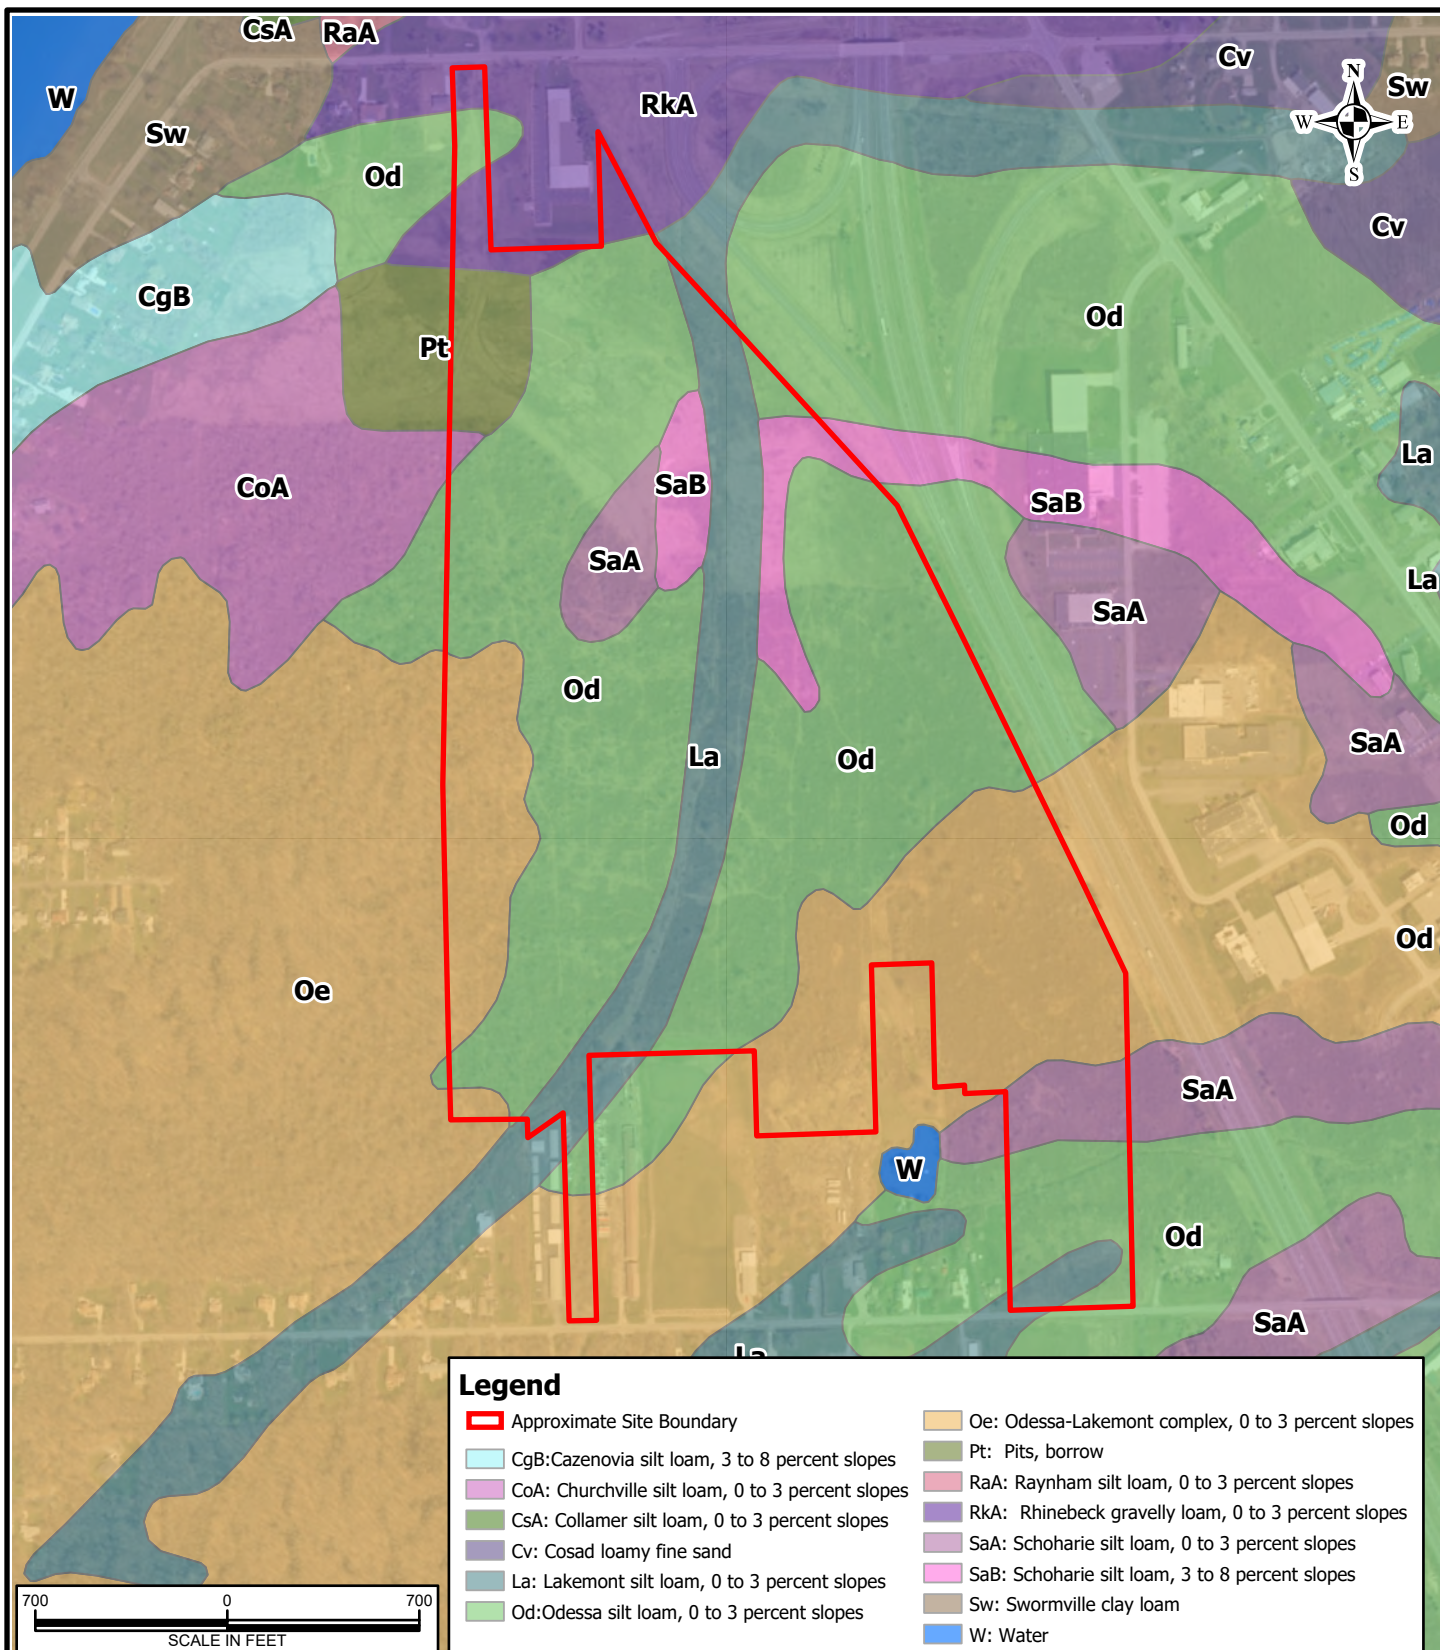 CsA
RaA
Cv
W
RkA
Sw
N
W E
S
Sw
Od
Cv
CgB
Od
Pt
La
CoA
SaB
SaB
SaA
La
SaA
Od
SaA
La
Od
Od
Od
Oe
SaA
W
Od
SaA
La
Legend
Approximate Site Boundary
CgB:Cazenovia silt loam, 3 to 8 percent slopes
CoA: Churchville silt loam, 0 to 3 percent slopes
CsA: Collamer silt loam, 0 to 3 percent slopes
Cv: Cosad loamy fine sand
La: Lakemont silt loam, 0 to 3 percent slopes
Od:Odessa silt loam, 0 to 3 percent slopes
Oe: Odessa-Lakemont complex, 0 to 3 percent slopes
Pt: Pits, borrow
RaA: Raynham silt loam, 0 to 3 percent slopes
RkA: Rhinebeck gravelly loam, 0 to 3 percent slopes
SaA: Schoharie silt loam, 0 to 3 percent slopes
SaB: Schoharie silt loam, 3 to 8 percent slopes
Sw: Swormville clay loam
W: Water
700 0 700
SCALE IN FEET